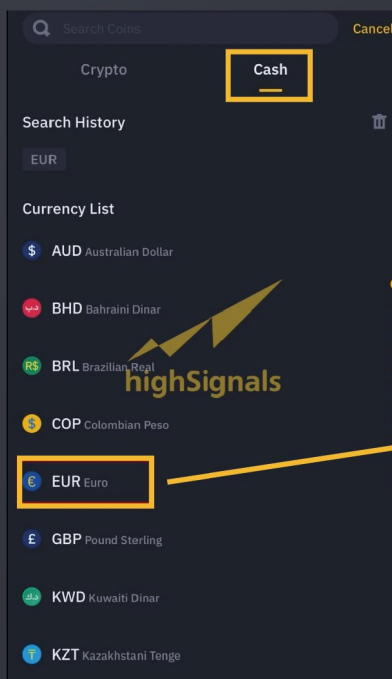 Search Coins
Cancel
Crypto
Cash
Search History
EUR
Currency List
$ AUD Australian Dollar
د.ب BHD Bahraini Dinar
R$ BRL Brazilian Real
highSignals
$ COP Colombian Peso
€ EUR Euro
£ GBP Pound Sterling
د.ك KWD Kuwaiti Dinar
₸ KZT Kazakhstani Tenge